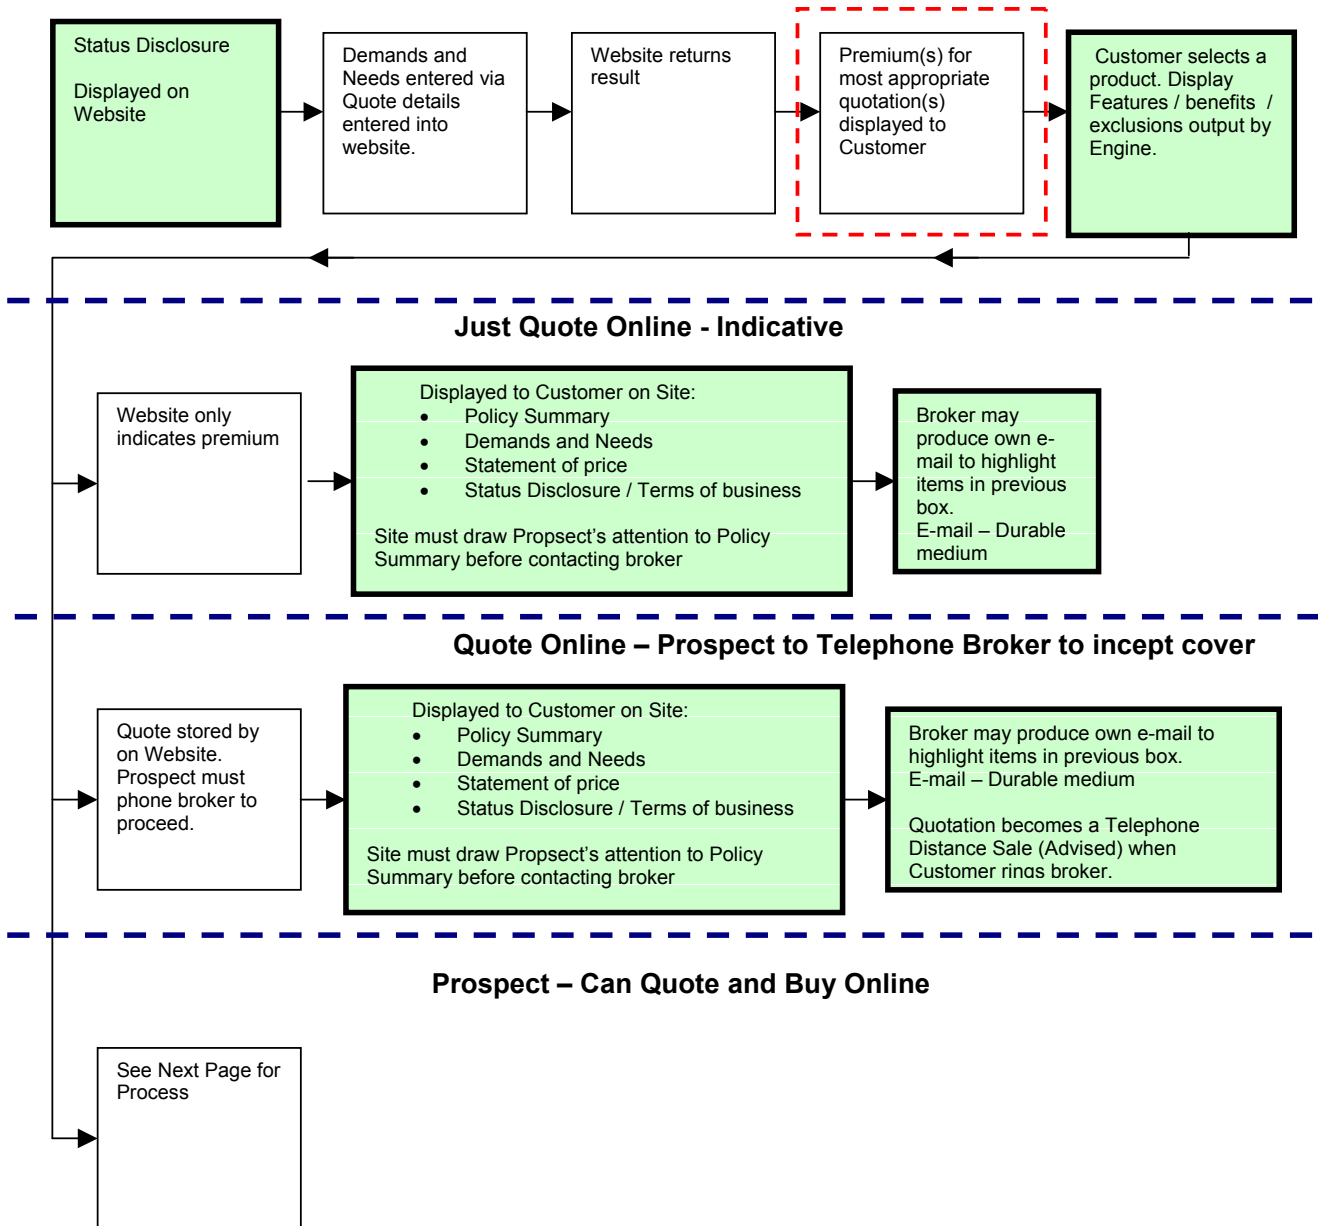 Status Disclosure
Displayed on
Website
Demands and
Needs entered via
Quote details
entered into
website.
Website returns
result
Premium(s) for
most appropriate
quotation(s)
displayed to
Customer
Customer selects a
product. Display
Features / benefits /
exclusions output by
Engine.
Just Quote Online - Indicative
Website only
indicates premium
Displayed to Customer on Site:
• Policy Summary
• Demands and Needs
• Statement of price
• Status Disclosure / Terms of business
Site must draw Propsect's attention to Policy
Summary before contacting broker
Broker may
produce own e-
mail to highlight
items in previous
box.
E-mail – Durable
medium
Quote Online – Prospect to Telephone Broker to incept cover
Quote stored by
on Website.
Prospect must
phone broker to
proceed.
Displayed to Customer on Site:
• Policy Summary
• Demands and Needs
• Statement of price
• Status Disclosure / Terms of business
Site must draw Propsect's attention to Policy
Summary before contacting broker
Broker may produce own e-mail to
highlight items in previous box.
E-mail – Durable medium
Quotation becomes a Telephone
Distance Sale (Advised) when
Customer rings broker.
Prospect – Can Quote and Buy Online
See Next Page for
Process